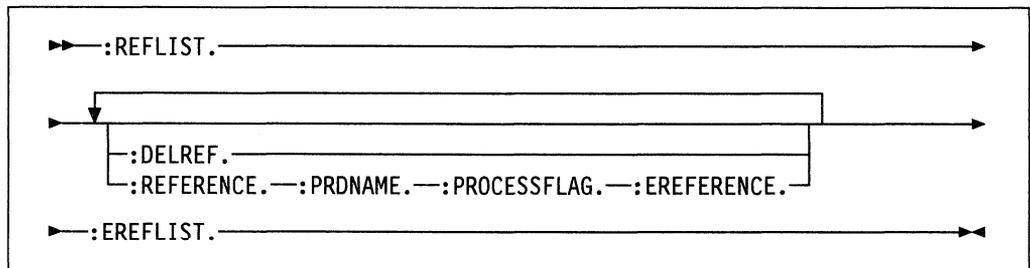 :REFLIST.
:DELREF.
:REFERENCE. :PRDNAME. :PROCESSFLAG. :EREFERENCE.
:EREFLIST.